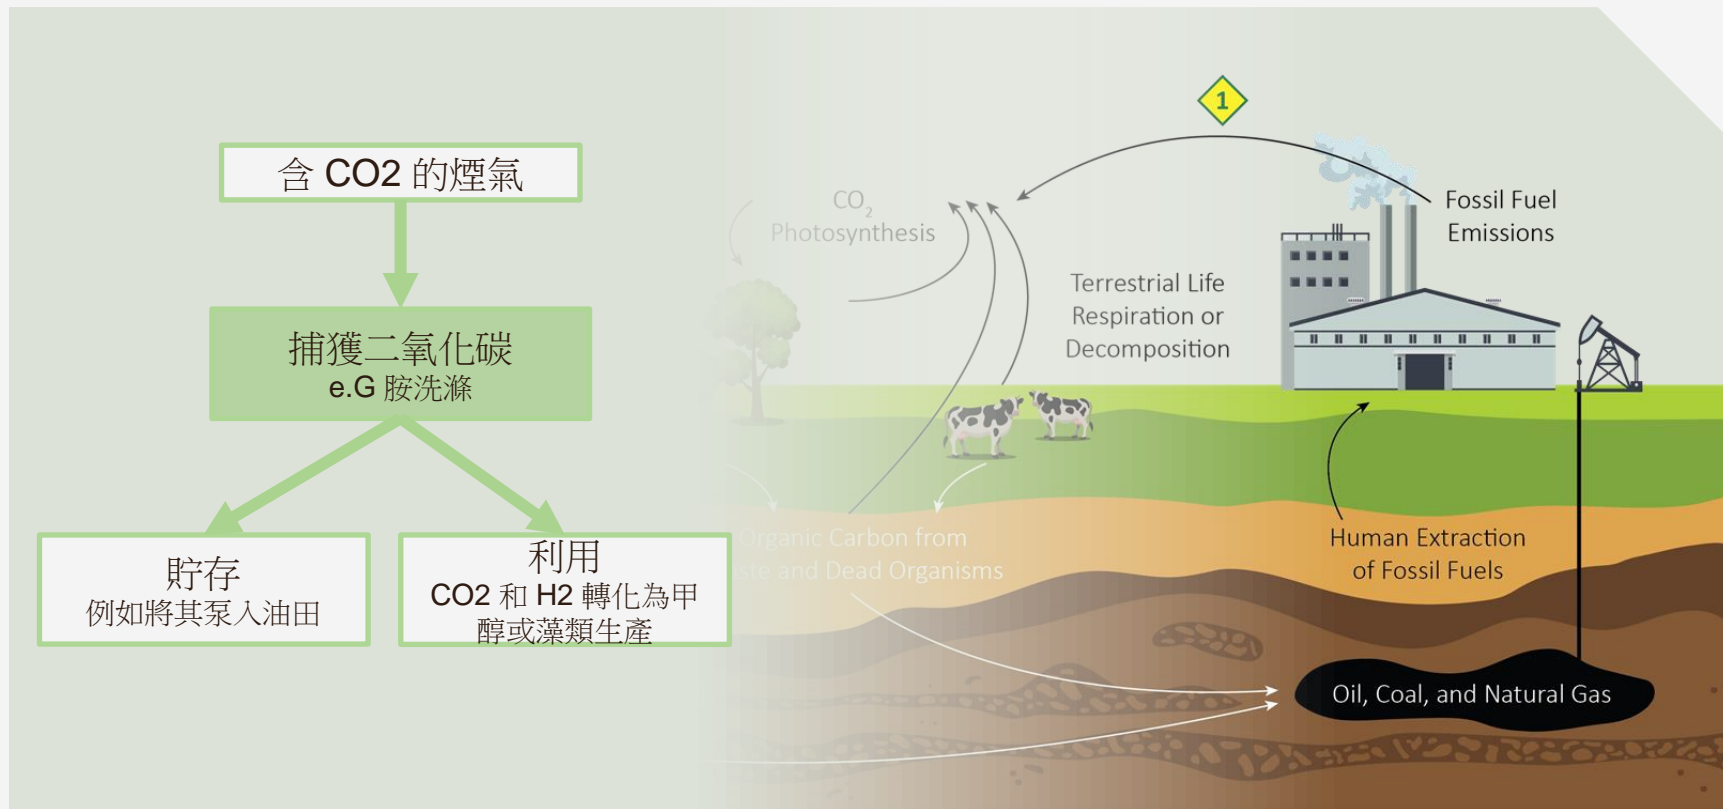 含 CO2 的煙氣
捕獲二氧化碳
e.G 胺洗滌
貯存
例如將其泵入油田
利用
CO2 和 H2 轉化為甲
醇或藻類生產
1
CO₂
Photosynthesis
Fossil Fuel
Emissions
Terrestrial Life
Respiration or
Decomposition
Organic Carbon from
and Dead Organisms
Human Extraction
of Fossil Fuels
Oil, Coal, and Natural Gas